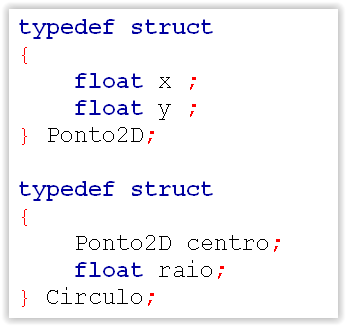 typedef struct
{
    float x ;
    float y ;
} Ponto2D;

typedef struct
{
    Ponto2D centro;
    float raio;
} Circulo;